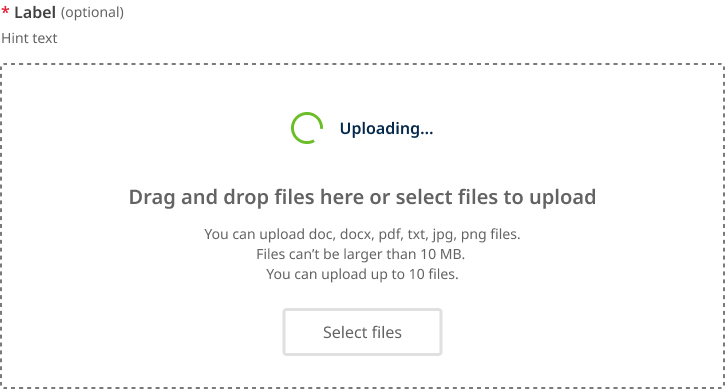 * Label (optional)
Hint text
Uploading...
Drag and drop files here or select files to upload
You can upload doc, docx, pdf, txt, jpg, png files.
Files can’t be larger than 10 MB.
You can upload up to 10 files.
Select files